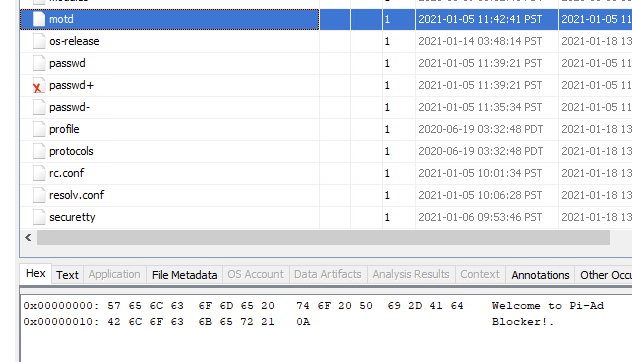 motd 1 2021-01-05 11:42:41 PST 2021-01-05 11
os-release 1 2021-01-14 03:48:14 PST 2021-01-18 13
passwd 1 2021-01-05 11:39:21 PST 2021-01-05 11
passwd+ 1 2021-01-05 11:39:21 PST 2021-01-05 11
passwd- 1 2021-01-05 11:35:34 PST 2021-01-18 13
profile 1 2020-06-19 03:32:48 PDT 2021-01-18 13
protocols 1 2020-06-19 03:32:48 PDT 2021-01-18 13
rc.conf 1 2021-01-05 10:01:34 PST 2021-01-18 13
resolv.conf 1 2021-01-05 10:06:28 PST 2021-01-18 13
securetty 1 2021-01-06 09:53:46 PST 2021-01-18 13
Hex Text Application File Metadata OS Account Data Artifacts Analysis Results Context Annotations Other Occu
0x00000000: 57 65 6C 63 6F 6D 65 20 74 6F 20 50 69 2D 41 64 Welcome to Pi-Ad
0x00000010: 42 6C 6F 63 6B 65 72 21 0A Blocker!.